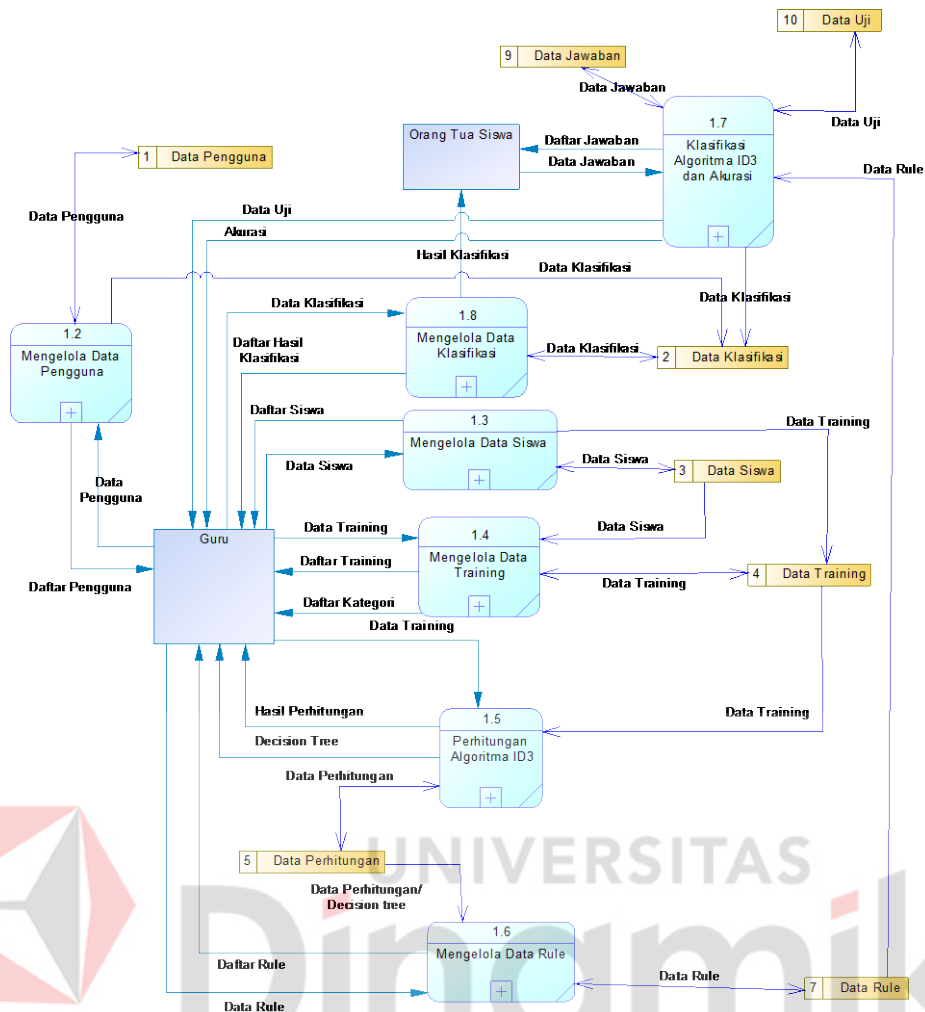 10 Data Uji
9 Data Jawaban
Data Jawaban
1.7
Klasifikasi
Algoritma ID3
dan Akurasi
Data Uji
Orang Tua Siswa
Daftar Jawaban
Data Jawaban
1 Data Pengguna
Data Rule
Data Pengguna
Data Uji
Akurasi
Hasil Klasifikasi
Data Klasifikasi
Data Klasifikasi
Data Klasifikasi
1.8
Mengelola Data
Klasifikasi
1.2
Mengelola Data
Pengguna
Daftar Hasil
Klasifikasi
Data Klasifikasi
2 Data Klasifikasi
Daftar Siswa
1.3
Mengelola Data Siswa
Data Training
Data Siswa
Data Siswa
3 Data Siswa
Data
Pengguna
Data Siswa
Guru
Data Training
1.4
Mengelola Data
Training
Daftar Training
Data Training
4 Data Training
Daftar Pengguna
Daftar Kategori
Data Training
Hasil Perhitungan
1.5
Perhitungan
Algoritma ID3
Data Training
Decision Tree
Data Perhitungan
5 Data Perhitungan
UNIVERSITAS
Data Perhitungan/
Decision tree
Dinamik
1.6
Mengelola Data Rule
Daftar Rule
Data Rule
7 Data Rule
Data Rule